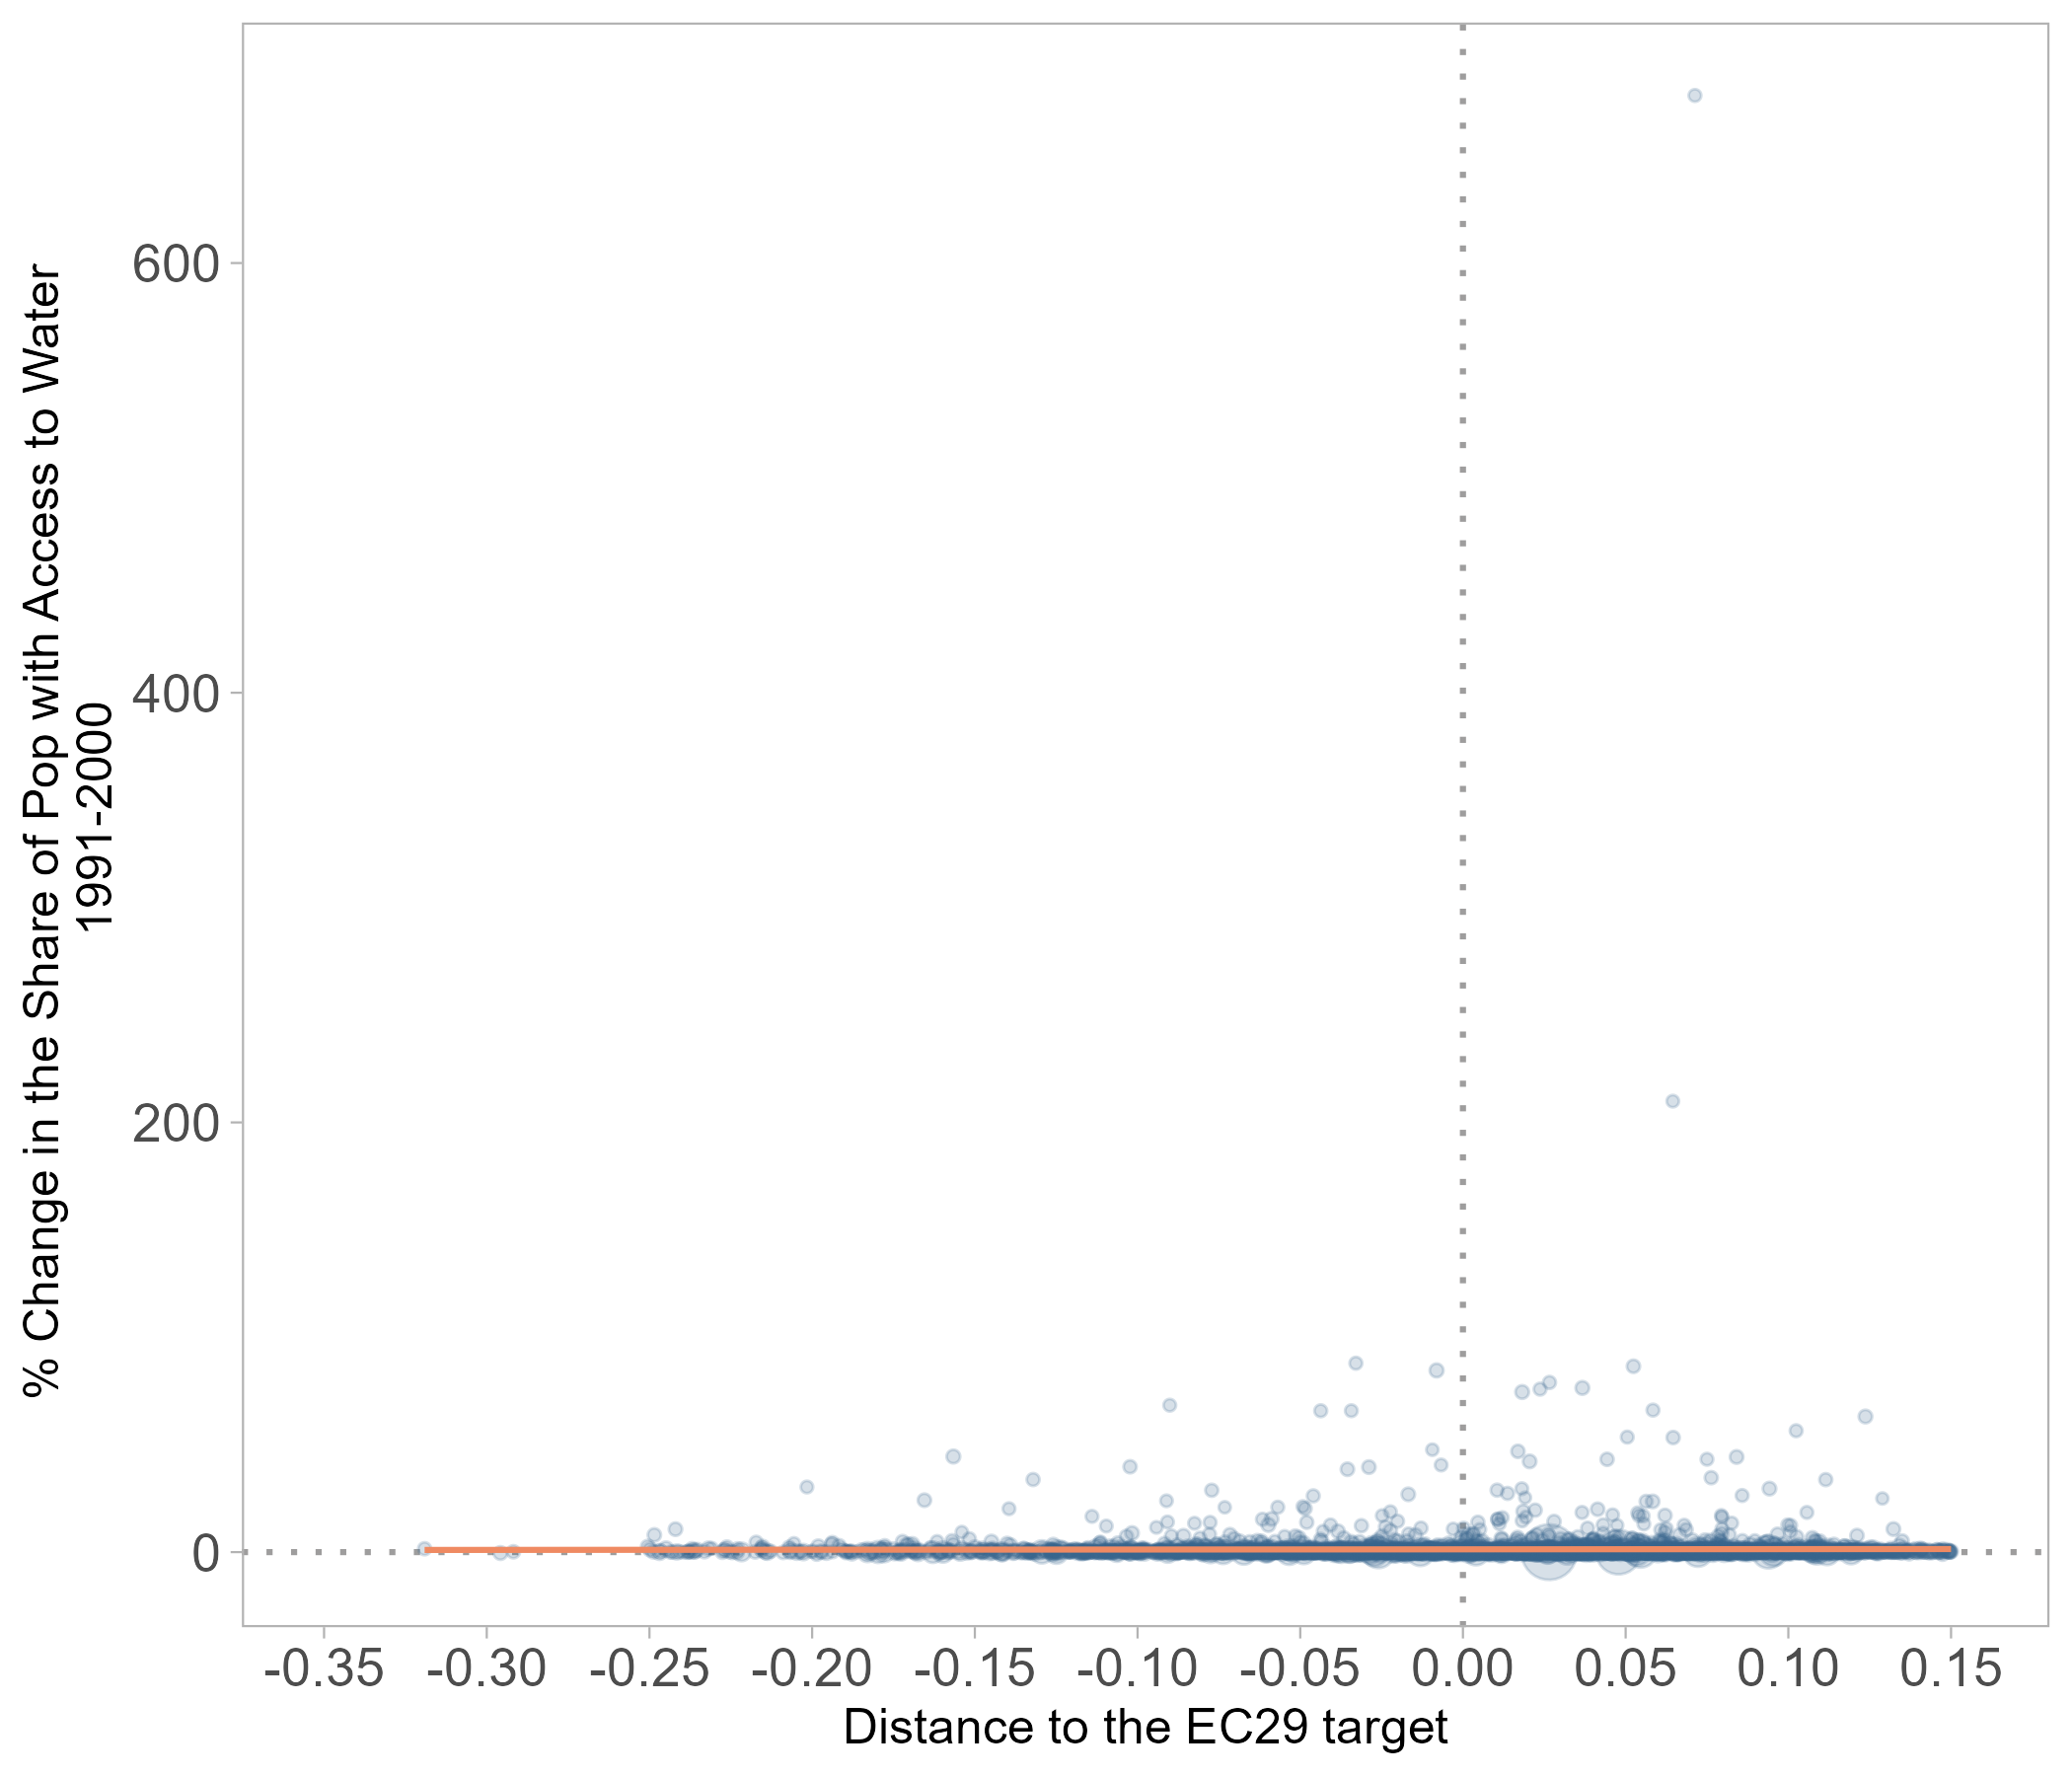 % Change in the Share of Pop with Access to Water
1991-2000
600
400
200
0
-0.35 -0.30 -0.25 -0.20 -0.15 -0.10 -0.05 0.00 0.05 0.10 0.15
Distance to the EC29 target